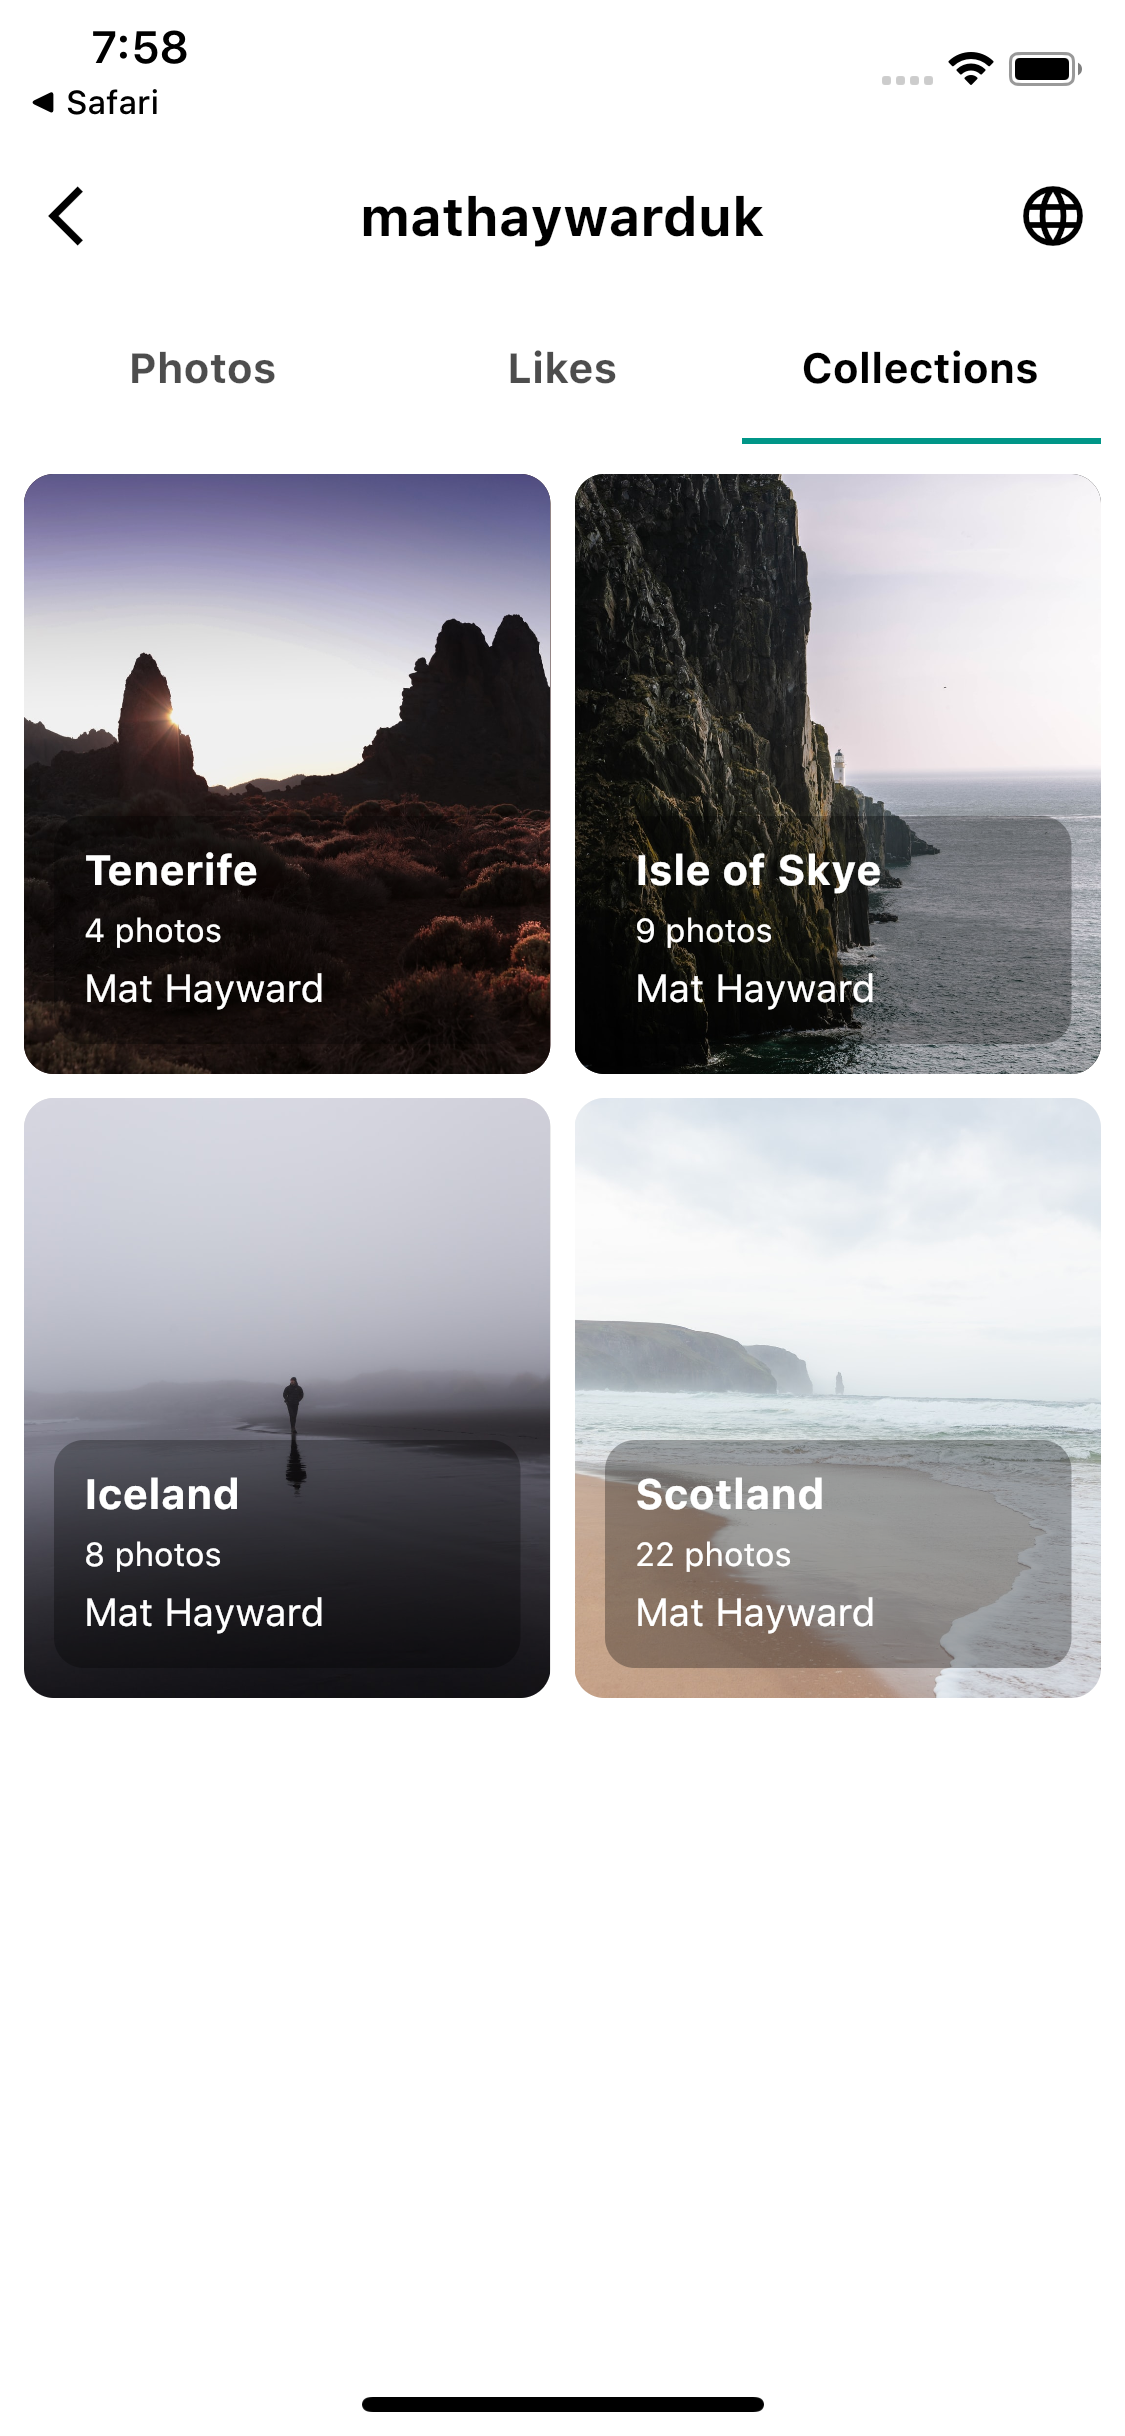 7:58
Safari
mathaywarduk
Photos
Likes
Collections
Tenerife
4 photos
Mat Hayward
Isle of Skye
9 photos
Mat Hayward
Iceland
8 photos
Mat Hayward
Scotland
22 photos
Mat Hayward